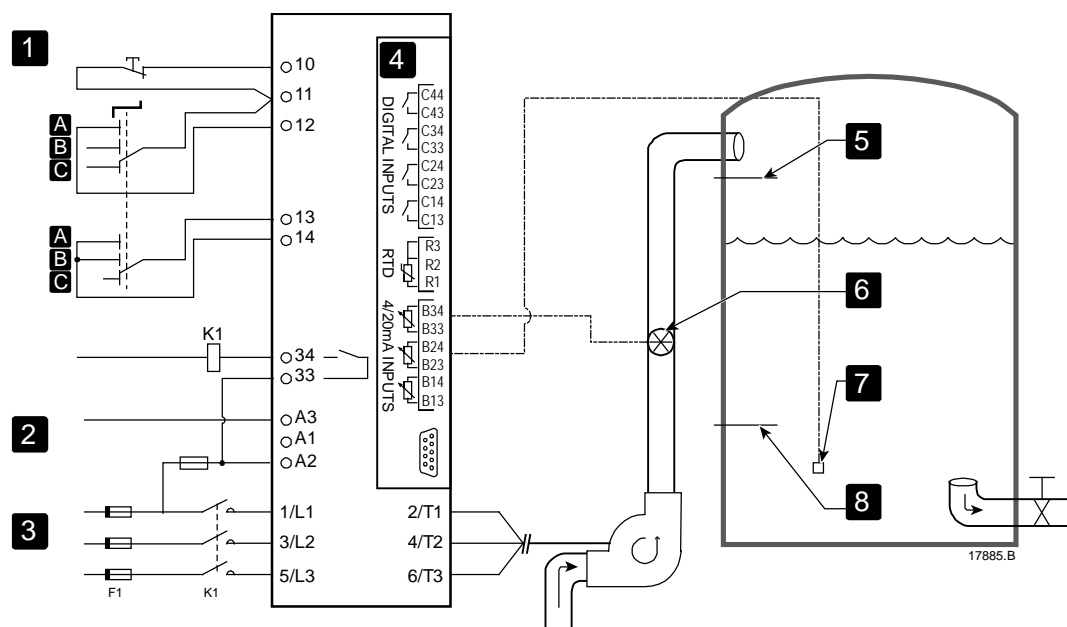 1
10
11
12
A
B
C
13
14
A
B
C
K1
34
33
2
A3
A1
A2
3
1/L1
3/L2
5/L3
F1
K1
2/T1
4/T2
6/T3
4
DIGITAL INPUTS
C44
C43
C34
C33
C24
C23
C14
C13
RTD
R3
R2
R1
4/20mA INPUTS
B34
B33
B24
B23
B14
B13
5
6
7
8
17885.B